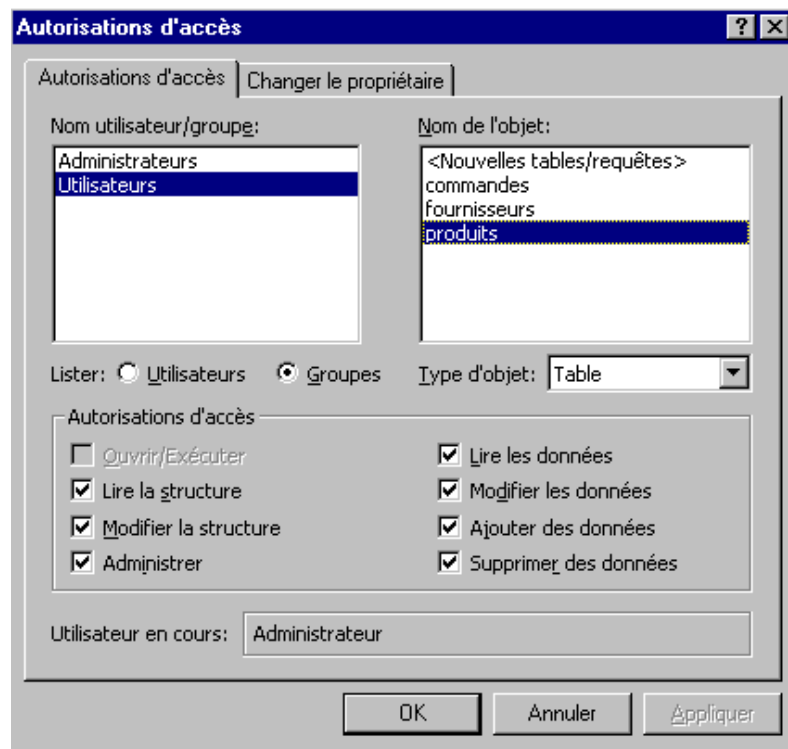 Autorisations d'accès
Autorisations d'accès Changer le propriétaire
Nom utilisateur/groupe: Nom de l'objet:
Administrateurs
Utilisateurs
<Nouvelles tables/requêtes>
commandes
fournisseurs
produits
Lister: Utilisateurs Groupes Type d'objet: Table
Autorisations d'accès
Ouvrir/Exécuter Lire les données
Lire la structure Modifier les données
Modifier la structure Ajouter des données
Administrer Supprimer des données
Utilisateur en cours: Administrateur
OK Annuler Appliquer